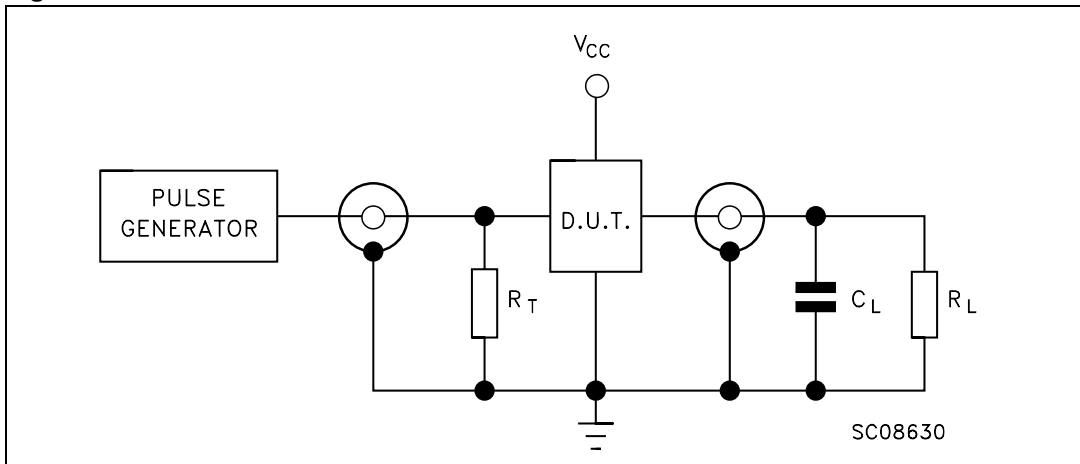 VCC
PULSE
GENERATOR
D.U.T.
RT
CL
RL
SC08630